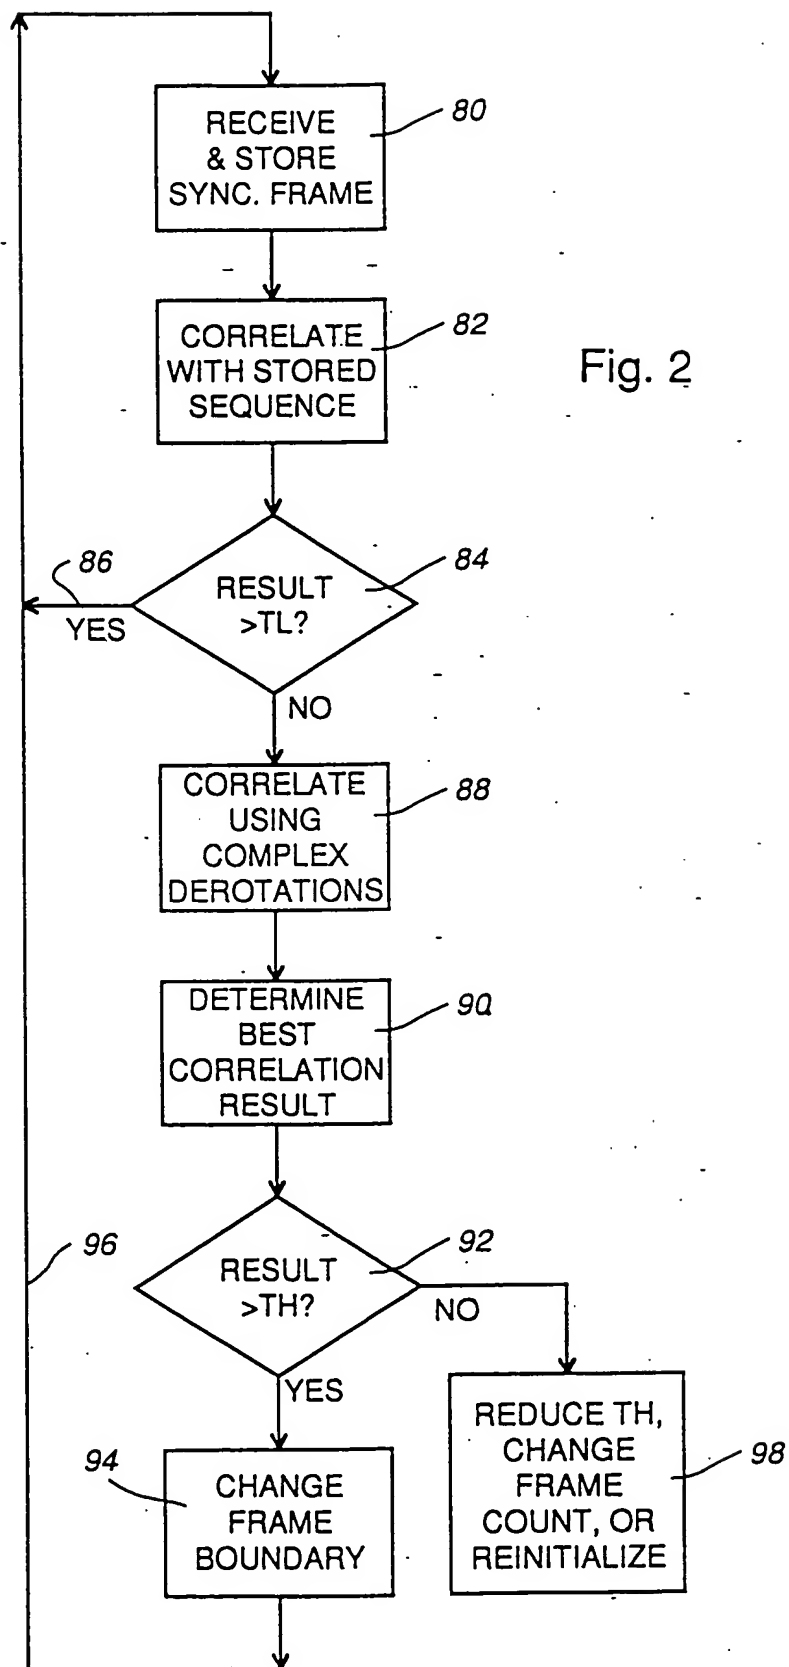 RECEIVE
& STORE
SYNC. FRAME
80
CORRELATE
WITH STORED
SEQUENCE
82
Fig. 2
RESULT
>TL?
84
86
YES
NO
CORRELATE
USING
COMPLEX
DEROTATIONS
88
DETERMINE
BEST
CORRELATION
RESULT
90
RESULT
>TH?
92
96
NO
YES
CHANGE
FRAME
BOUNDARY
94
REDUCE TH,
CHANGE
FRAME
COUNT, OR
REINITIALIZE
98